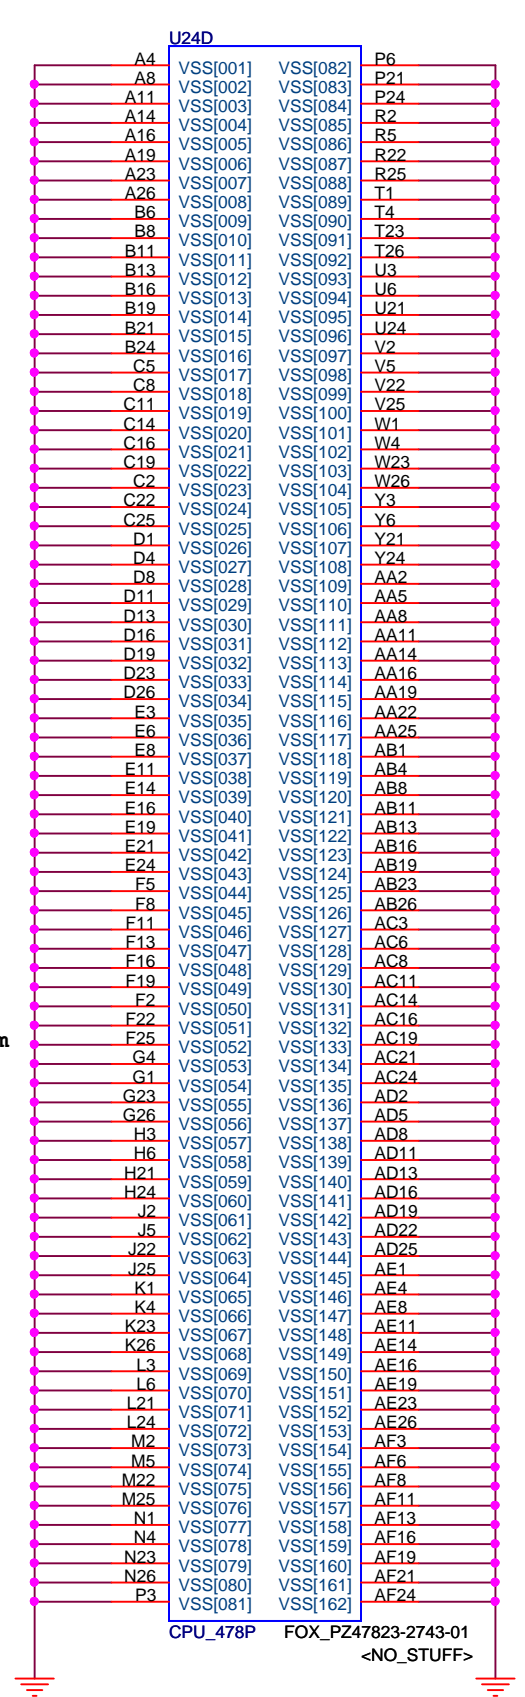 U24D
A4 VSS[001] VSS[082] P6
A8 VSS[002] VSS[083] P21
A11 VSS[003] VSS[084] P24
A14 VSS[004] VSS[085] R2
A16 VSS[005] VSS[086] R5
A19 VSS[006] VSS[087] R22
A23 VSS[007] VSS[088] R25
A26 VSS[008] VSS[089] T1
B6 VSS[009] VSS[090] T4
B8 VSS[010] VSS[091] T23
B11 VSS[011] VSS[092] T26
B13 VSS[012] VSS[093] U3
B16 VSS[013] VSS[094] U6
B19 VSS[014] VSS[095] U21
B21 VSS[015] VSS[096] U24
B24 VSS[016] VSS[097] V2
C5 VSS[017] VSS[098] V5
C8 VSS[018] VSS[099] V22
C11 VSS[019] VSS[100] V25
C14 VSS[020] VSS[101] W1
C16 VSS[021] VSS[102] W4
C19 VSS[022] VSS[103] W23
C2 VSS[023] VSS[104] W26
C22 VSS[024] VSS[105] Y3
C25 VSS[025] VSS[106] Y6
D1 VSS[026] VSS[107] Y21
D4 VSS[027] VSS[108] Y24
D8 VSS[028] VSS[109] AA2
D11 VSS[029] VSS[110] AA5
D13 VSS[030] VSS[111] AA8
D16 VSS[031] VSS[112] AA11
D19 VSS[032] VSS[113] AA14
D23 VSS[033] VSS[114] AA16
D26 VSS[034] VSS[115] AA19
E3 VSS[035] VSS[116] AA22
E6 VSS[036] VSS[117] AA25
E8 VSS[037] VSS[118] AB1
E11 VSS[038] VSS[119] AB4
E14 VSS[039] VSS[120] AB8
E16 VSS[040] VSS[121] AB11
E19 VSS[041] VSS[122] AB13
E21 VSS[042] VSS[123] AB16
E24 VSS[043] VSS[124] AB19
F5 VSS[044] VSS[125] AB23
F8 VSS[045] VSS[126] AB26
F11 VSS[046] VSS[127] AC3
F13 VSS[047] VSS[128] AC6
F16 VSS[048] VSS[129] AC8
F19 VSS[049] VSS[130] AC11
F2 VSS[050] VSS[131] AC14
F22 VSS[051] VSS[132] AC16
F25 VSS[052] VSS[133] AC19
G4 VSS[053] VSS[134] AC21
G1 VSS[054] VSS[135] AC24
G23 VSS[055] VSS[136] AD2
G26 VSS[056] VSS[137] AD5
H3 VSS[057] VSS[138] AD8
H6 VSS[058] VSS[139] AD11
H21 VSS[059] VSS[140] AD13
H24 VSS[060] VSS[141] AD16
J2 VSS[061] VSS[142] AD19
J5 VSS[062] VSS[143] AD22
J22 VSS[063] VSS[144] AD25
J25 VSS[064] VSS[145] AE1
K1 VSS[065] VSS[146] AE4
K4 VSS[066] VSS[147] AE8
K23 VSS[067] VSS[148] AE11
K26 VSS[068] VSS[149] AE14
L3 VSS[069] VSS[150] AE16
L6 VSS[070] VSS[151] AE19
L21 VSS[071] VSS[152] AE23
L24 VSS[072] VSS[153] AE26
M2 VSS[073] VSS[154] AF3
M5 VSS[074] VSS[155] AF6
M22 VSS[075] VSS[156] AF8
M25 VSS[076] VSS[157] AF11
N1 VSS[077] VSS[158] AF13
N4 VSS[078] VSS[159] AF16
N23 VSS[079] VSS[160] AF19
N26 VSS[080] VSS[161] AF21
P3 VSS[081] VSS[162] AF24
CPU_478P FOX_PZ47823-2743-01
<NO_STUFF>